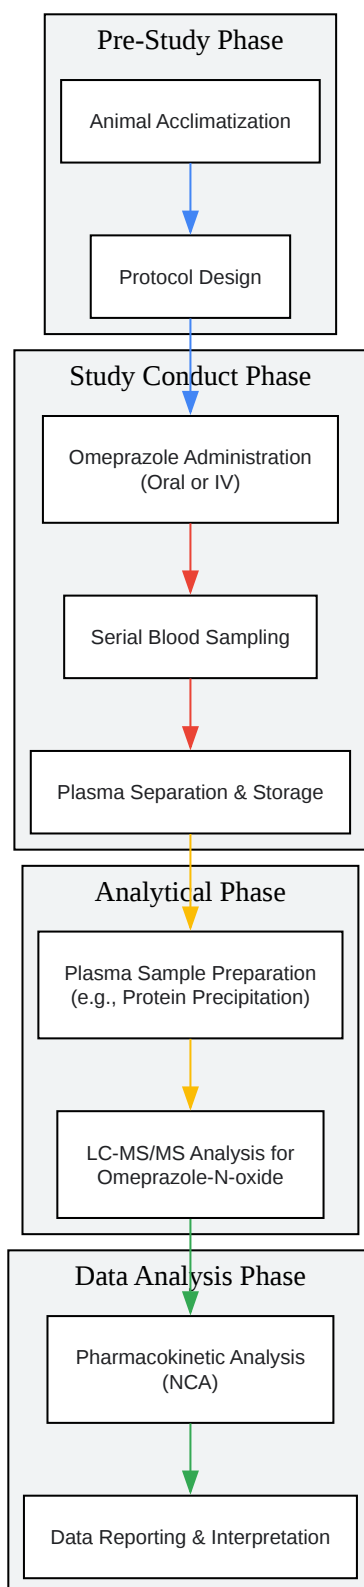 Pre-Study Phase
Animal Acclimatization
Protocol Design
Study Conduct Phase
Omeprazole Administration
(Oral or IV)
Serial Blood Sampling
Plasma Separation & Storage
Analytical Phase
Plasma Sample Preparation
(e.g., Protein Precipitation)
LC-MS/MS Analysis for
Omeprazole-N-oxide
Data Analysis Phase
Pharmacokinetic Analysis
(NCA)
Data Reporting & Interpretation